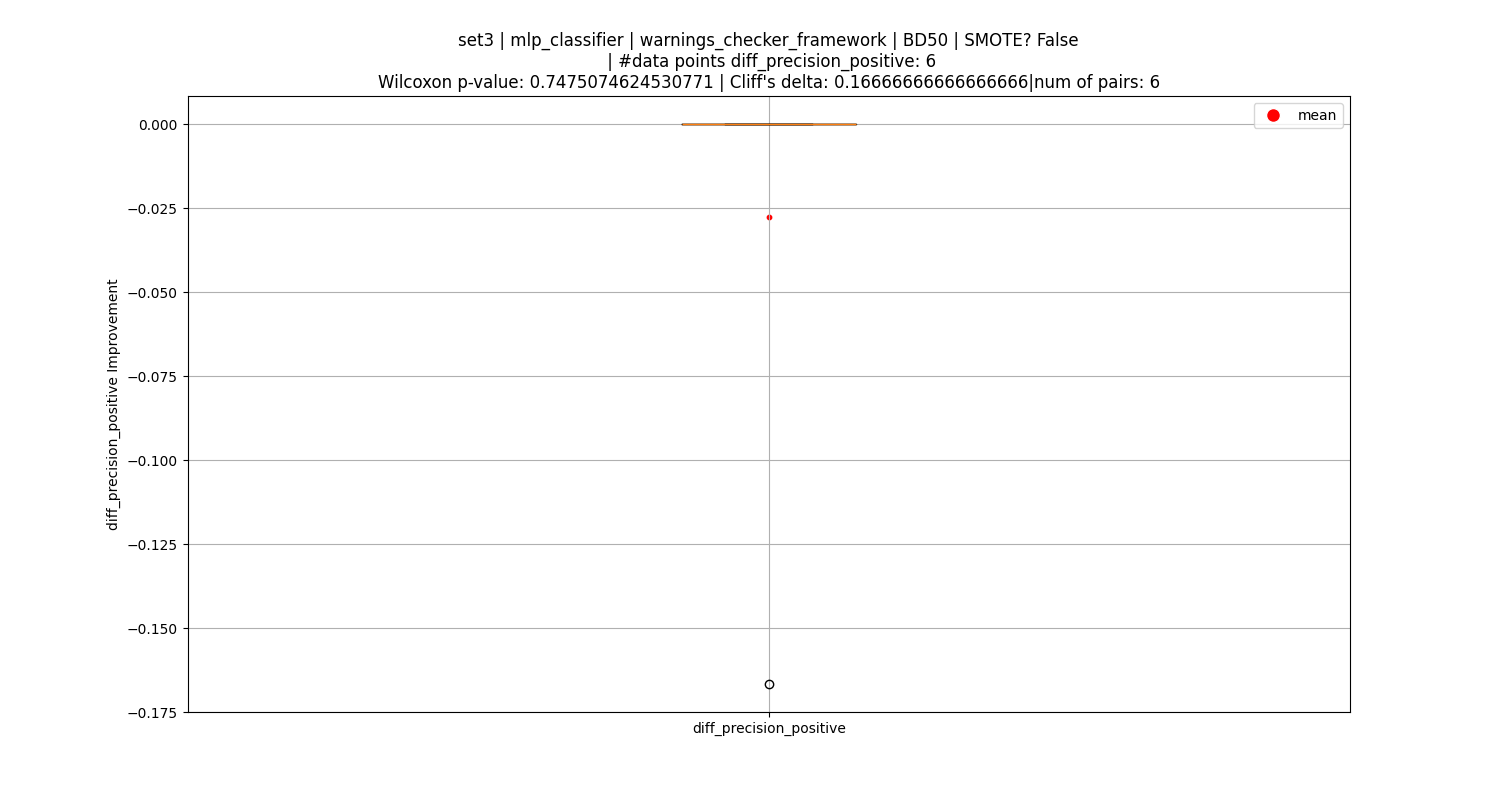 set3 | mlp_classifier | warnings_checker_framework | BD50 | SMOTE? False
| #data points diff_precision_positive: 6
Wilcoxon p-value: 0.7475074624530771 | Cliff's delta: 0.16666666666666666|num of pairs: 6
mean
0.000
−0.025
−0.050
−0.075
−0.100
−0.125
−0.150
−0.175
diff_precision_positive Improvement
diff_precision_positive